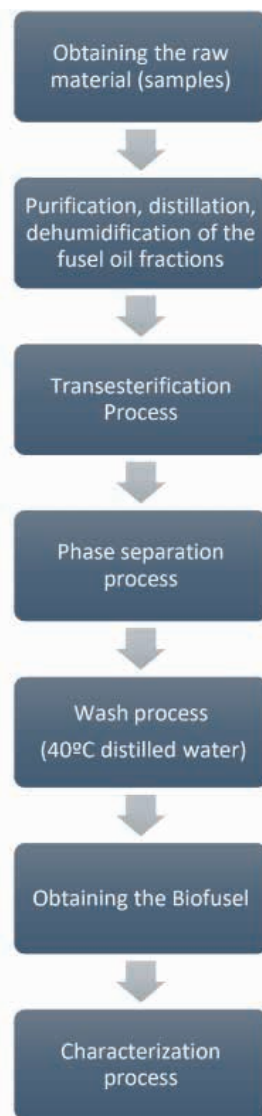 Obtaining the raw
material (samples)
Purification, distillation,
dehumidification of the
fusel oil fractions
Transesterification
Process
Phase separation
process
Wash process
(40ºC distilled water)
Obtaining the Biofusel
Characterization
process